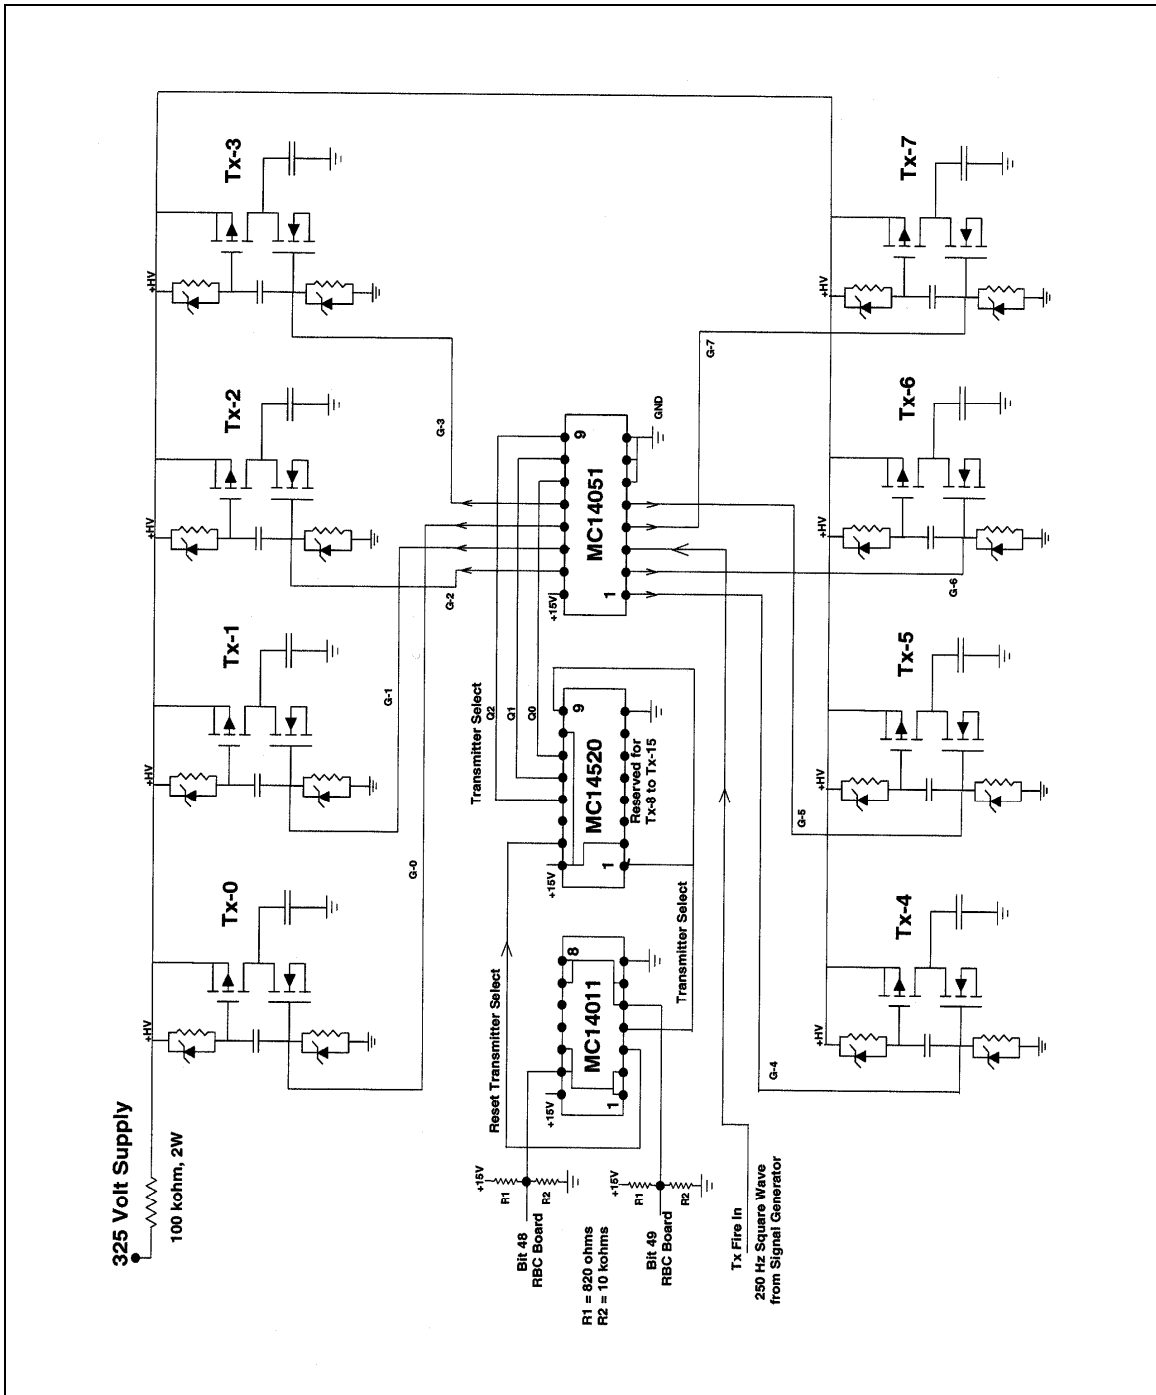 325 Volt Supply
100 kohm, 2W
+HV
Tx-0
+HV
Tx-1
+HV
Tx-2
+HV
Tx-3
G-0
G-1
G-2
G-3
Bit 48
RBC Board
+15V
R1
R2
R1 = 820 ohms
R2 = 10 kohms
Bit 49
RBC Board
+15V
R1
R2
Tx Fire In
250 Hz Square Wave
from Signal Generator
Reset Transmitter Select
+15V
8
MC14011
1
Transmitter Select
Transmitter Select
Q2
Q1
Q0
+15V
9
MC14520
1
Reserved for
Tx-8 to Tx-15
+15V
9
MC14051
1
GND
G-4
G-5
G-6
G-7
+HV
Tx-4
+HV
Tx-5
+HV
Tx-6
+HV
Tx-7